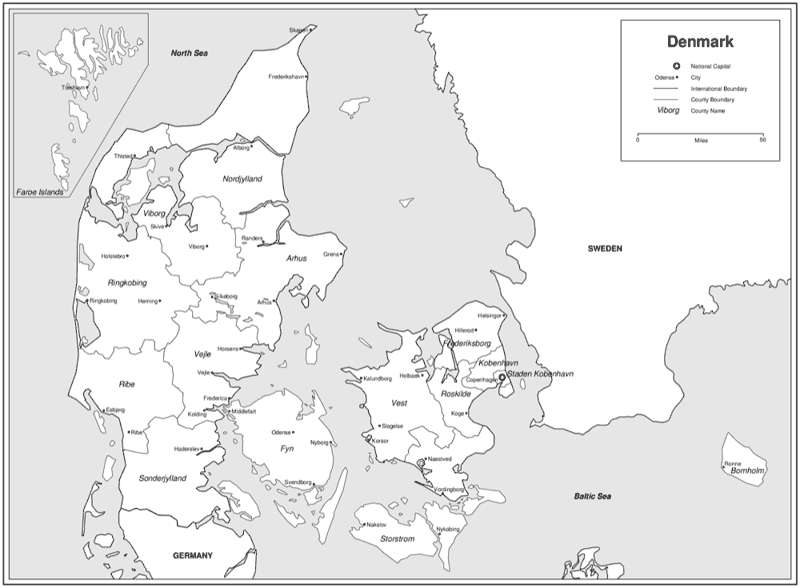 Denmark
National Capital
Odense
City
International Boundary
County Boundary
Viborg
County Name
0
50
Miles
North Sea
Skagen
Frederikshavn
Torshavn
Faroe Islands
Thisted
Alborg
Nordjylland
Viborg
Skive
Viborg
Randers
Arhus
Grena
Holstebro
Ringkobing
Ringkobing
Herning
Silkeborg
Arhus
SWEDEN
Horsens
Vejle
Vejle
Ribe
Fredericia
Kolding
Middelfart
Esbjerg
Ribe
Haderslev
Odense
Fyn
Nyborg
Svendborg
Sonderjylland
GERMANY
Helsingor
Hillerod
Frederiksborg
Kobenhavn
Staden Kobenhavn
Copenhagen
Kalundborg
Holbaek
Roskilde
Vest
Koge
Slagelse
Korsor
Naestved
Vordingborg
Nakslov
Nykobing
Storstrom
Baltic Sea
Ronne
Bornholm